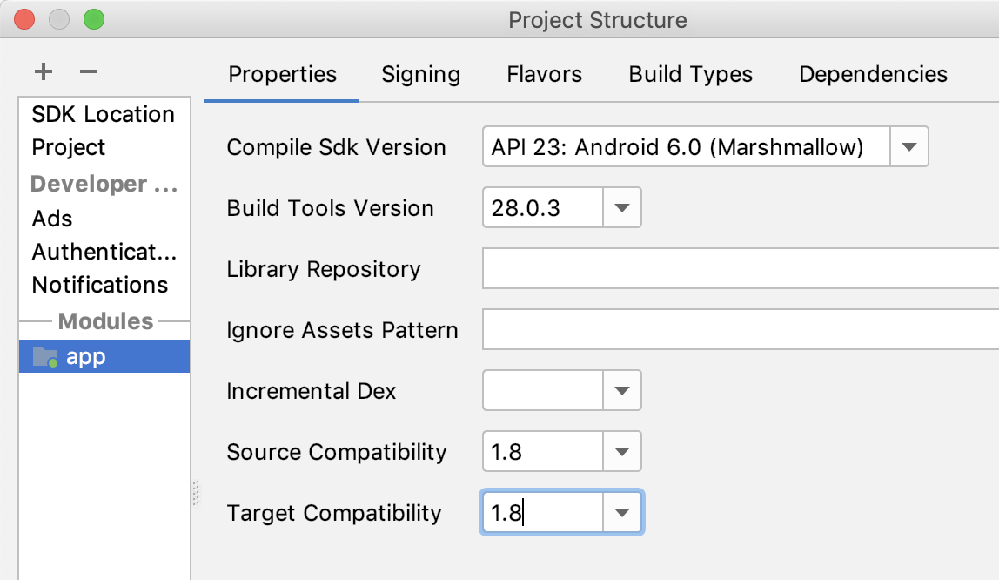 Project Structure
+ −
Properties Signing Flavors Build Types Dependencies
SDK Location
Project
Developer ...
Ads
Authenticat...
Notifications
Modules
app
Compile Sdk Version API 23: Android 6.0 (Marshmallow)
Build Tools Version 28.0.3
Library Repository
Ignore Assets Pattern
Incremental Dex
Source Compatibility 1.8
Target Compatibility 1.8